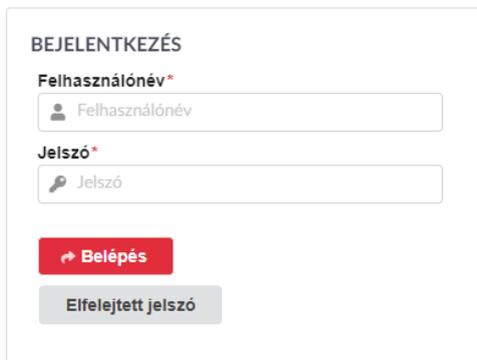 BEJELENTKEZÉS
Felhasználónév*
Felhasználónév
Jelszó*
Jelszó
Belépés
Elfelejtett jelszó